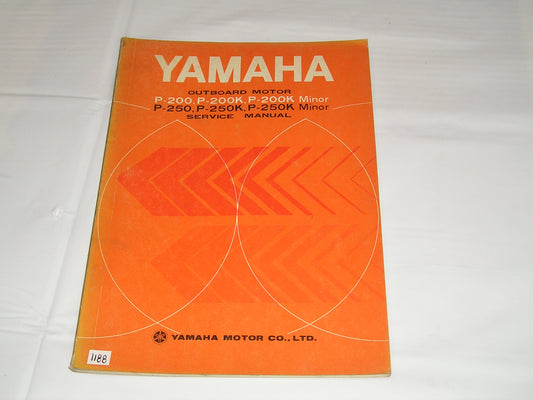 YAMAHA
OUTBOARD MOTOR
P-200, P-200K, P-200K Minor
P-250, P-250K, P-250K Minor
SERVICE MANUAL
YAMAHA MOTOR CO., LTD.
1188